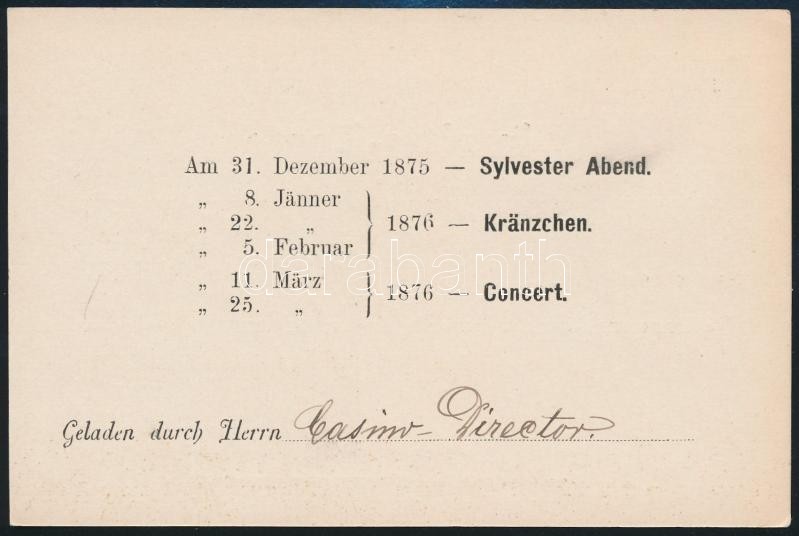 Am 31. Dezember 1875 — Sylvester Abend.
„ 8. Jänner
„ 22. „ } 1876 — Kränzchen.
„ 5. Februar
„ 11. März
„ 25. „ } 1876 — Concert.
darabanth
Geladen durch Herrn Casino-Director.